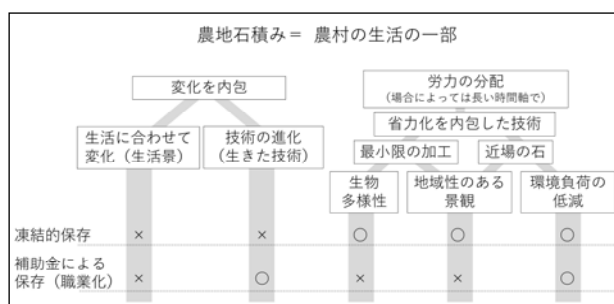 農地石積み＝ 農村の生活の一部
変化を内包
労力の分配
（場合によっては長い時間軸で）
省力化を内包した技術
生活に合わせて
変化（生活景）
技術の進化
（生きた技術）
最小限の加工
近場の石
生物
多様性
地域性のある
景観
環境負荷の
低減
凍結的保存 × × ○ ○ ○
補助金による
保存（職業化） × ○ × × ○